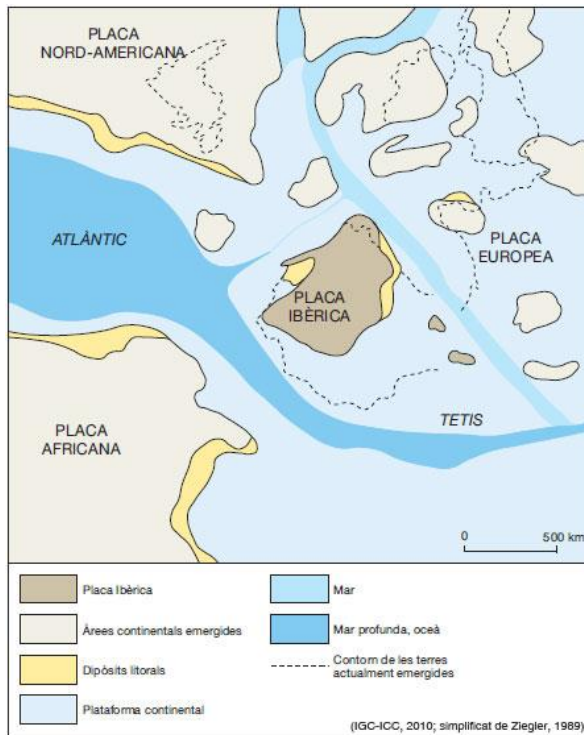 PLACA
NORD-AMERICANA
ATLÀNTIC
PLACA
EUROPEA
PLACA
IBÈRICA
PLACA
AFRICANA
TETIS
0 500 km
Placa Ibèrica
Àrees continentals emergides
Dipòsits litorals
Plataforma continental
Mar
Mar profunda, oceà
Contorn de les terres
actualment emergides
(IGC-ICC, 2010; simplificat de Ziegler, 1989)